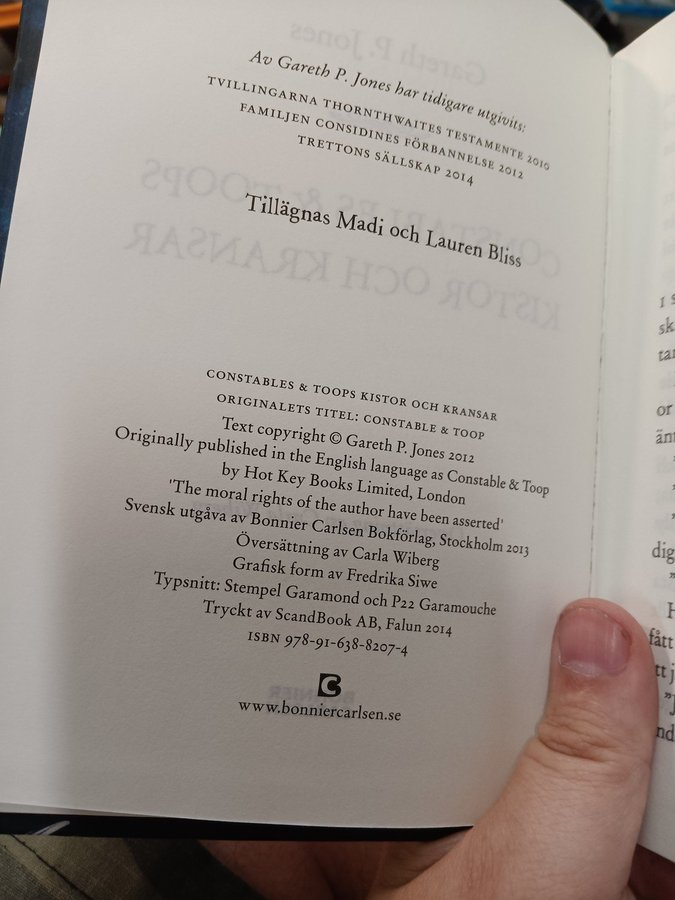 Av Gareth P. Jones har tidigare utgivits:
TVILLINGARNA THORNTHWAITES TESTAMENTE 2010
FAMILJEN CONSIDINES FÖRBANNELSE 2012
TRETTONS SÄLLSKAP 2014
Tillägnas Madi och Lauren Bliss
CONSTABLES & TOOPS KISTOR OCH KRANSAR
ORIGINALETS TITEL: CONSTABLE & TOOP
Text copyright © Gareth P. Jones 2012
Originally published in the English language as Constable & Toop
by Hot Key Books Limited, London
'The moral rights of the author have been asserted'
Svensk utgåva av Bonnier Carlsen Bokförlag, Stockholm 2013
Översättning av Carla Wiberg
Grafisk form av Fredrika Siwe
Typsnitt: Stempel Garamond och P22 Garamouche
Tryckt av ScandBook AB, Falun 2014
ISBN 978-91-638-8207-4
www.bonniercarlsen.se